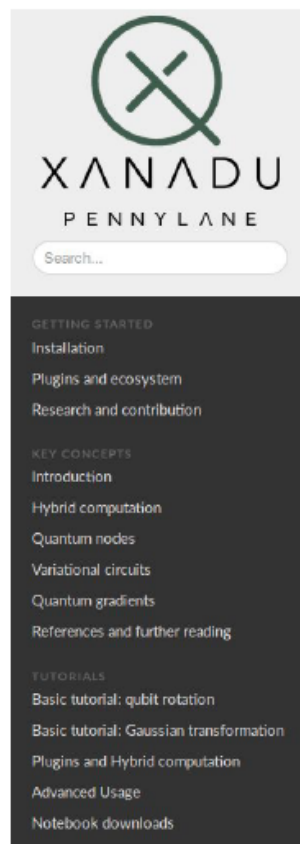 XANADU
PENNYLANE
Search...
GETTING STARTED
Installation
Plugins and ecosystem
Research and contribution
KEY CONCEPTS
Introduction
Hybrid computation
Quantum nodes
Variational circuits
Quantum gradients
References and further reading
TUTORIALS
Basic tutorial: qubit rotation
Basic tutorial: Gaussian transformation
Plugins and Hybrid computation
Advanced Usage
Notebook downloads